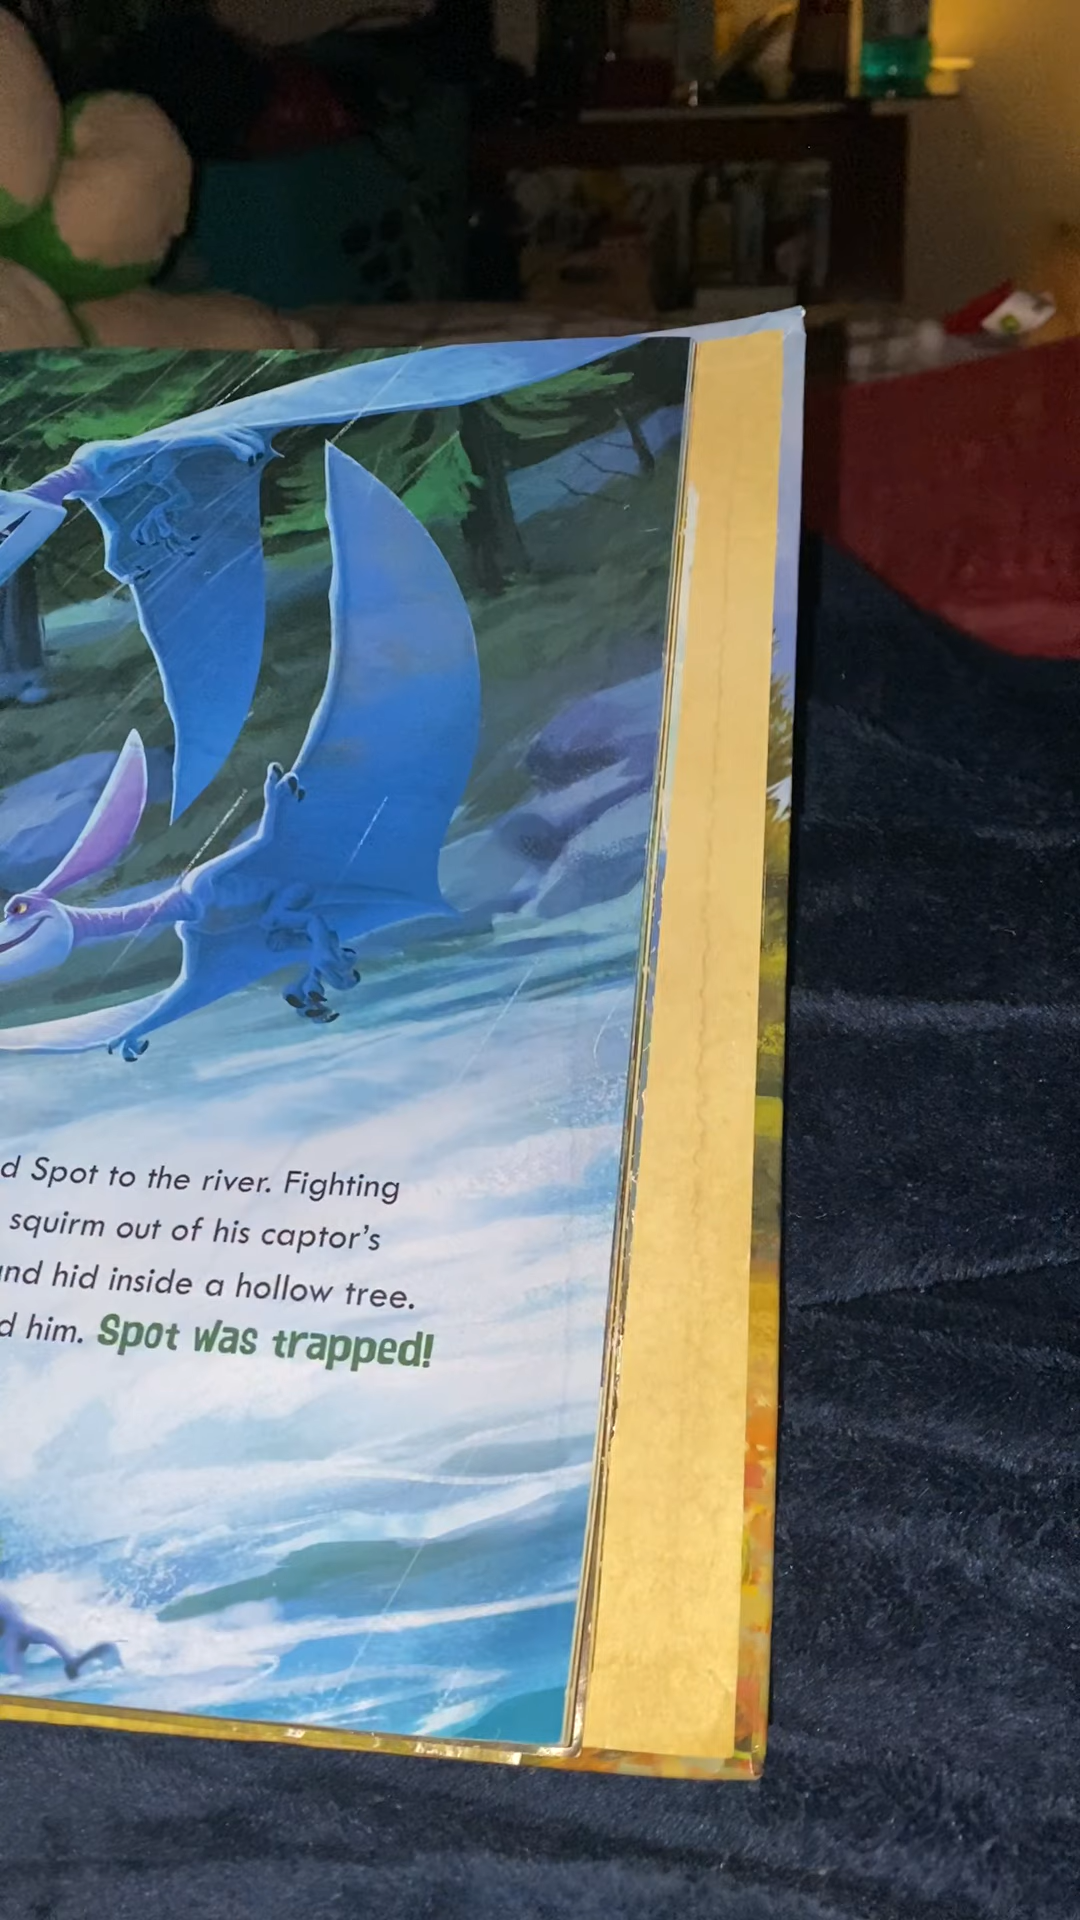 d Spot to the river. Fighting
squirm out of his captor's
nd hid inside a hollow tree.
d him. Spot was trapped!